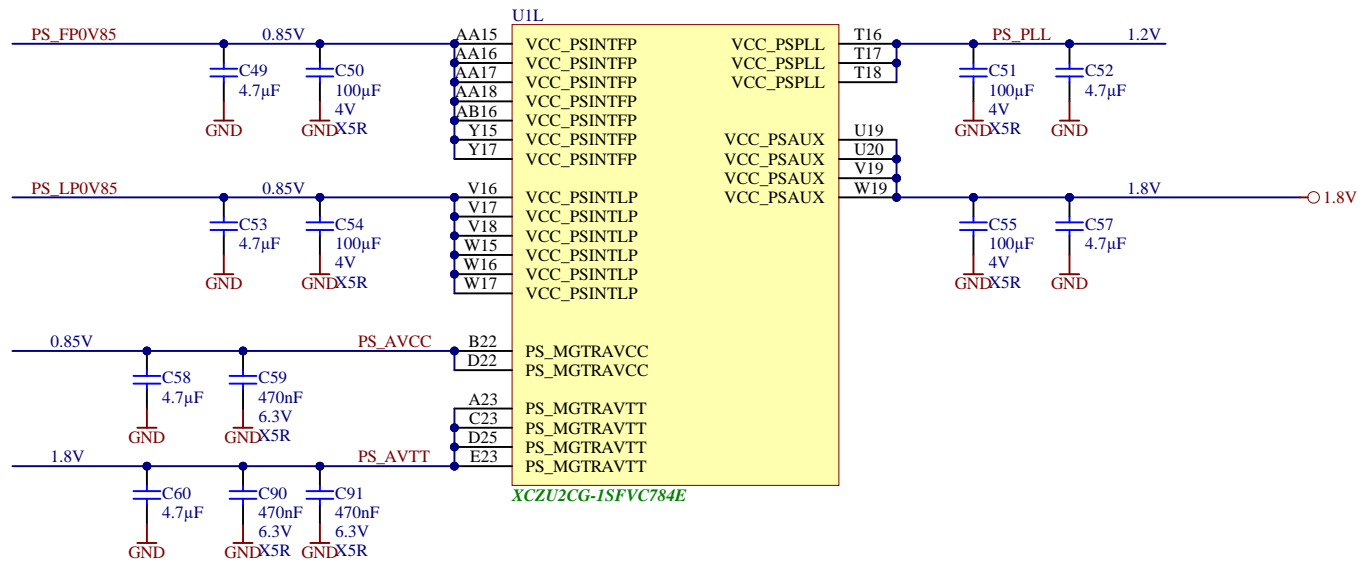 U1L
PS_FP0V85 0.85V AA15 VCC_PSINTFP VCC_PSPLL T16 PS_PLL 1.2V
AA16 VCC_PSINTFP VCC_PSPLL T17
C49 C50 AA17 VCC_PSINTFP VCC_PSPLL T18 C51 C52
4.7µF 100µF AA18 VCC_PSINTFP 100µF 4.7µF
4V AB16 VCC_PSINTFP 4V
GND GND X5R Y15 VCC_PSINTFP VCC_PSAUX U19 GND X5R GND
Y17 VCC_PSINTFP VCC_PSAUX U20
VCC_PSAUX V19
PS_LP0V85 0.85V V16 VCC_PSINTLP VCC_PSAUX W19 1.8V 1.8V
V17 VCC_PSINTLP
C53 C54 V18 VCC_PSINTLP C55 C57
4.7µF 100µF W15 VCC_PSINTLP 100µF 4.7µF
4V W16 VCC_PSINTLP 4V
GND GND X5R W17 VCC_PSINTLP GND X5R GND
0.85V PS_AVCC B22 PS_MGTRAVCC
D22 PS_MGTRAVCC
C58 C59
4.7µF 470nF
6.3V A23 PS_MGTRAVTT
GND GND X5R C23 PS_MGTRAVTT
D25 PS_MGTRAVTT
1.8V PS_AVTT E23 PS_MGTRAVTT
C60 C90 C91 XCZU2CG-1SFVC784E
4.7µF 470nF 470nF
6.3V 6.3V
GND GND X5R GND X5R